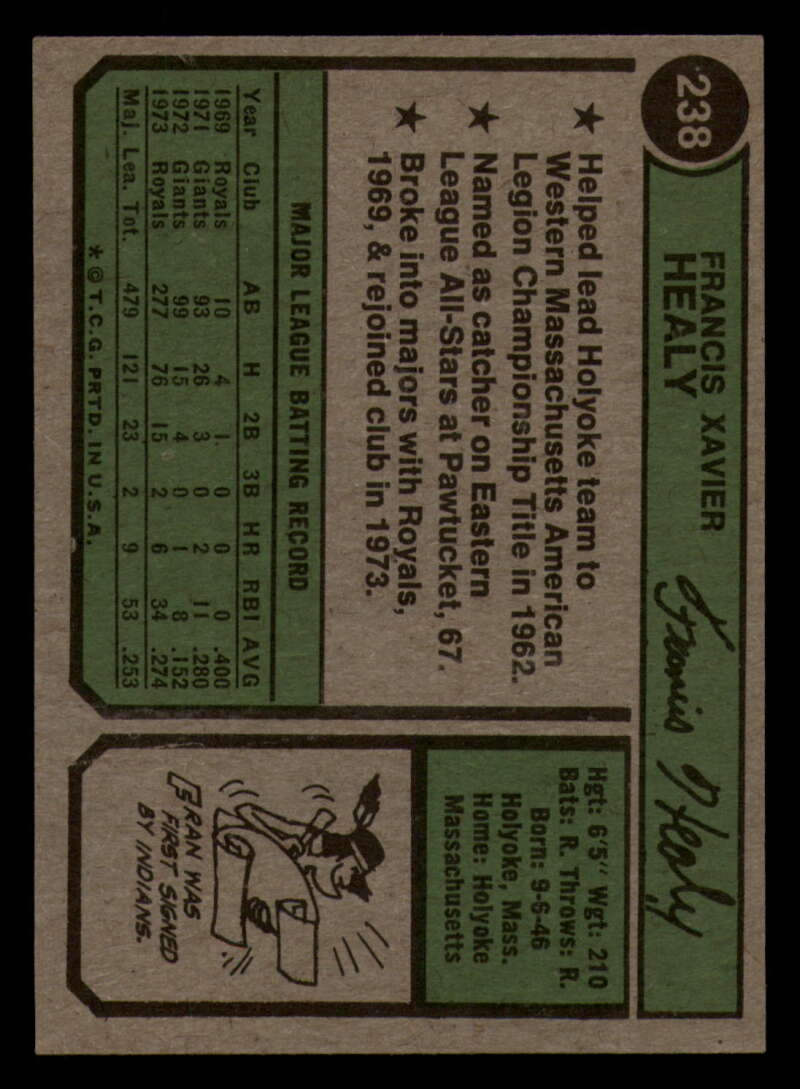 238
FRANCIS XAVIER
HEALY
Francis Healy
★ Helped lead Holyoke team to
Western Massachusetts American
Legion Championship Title in 1962.
★ Named as catcher on Eastern
League All-Stars at Pawtucket, 67.
★ Broke into majors with Royals,
1969, & rejoined club in 1973.
MAJOR LEAGUE BATTING RECORD
Year Club AB H 2B 3B HR RBI AVG
1969 Royals 10 4 1 0 0 0 .400
1971 Giants 93 26 3 0 2 11 .280
1972 Giants 99 15 4 0 1 8 .152
1973 Royals 277 76 15 2 6 34 .274
Maj. Lea. Tot. 479 121 23 2 9 53 .253
* © T.C.G. PRTD. IN U.S.A.
Hgt: 6'5" Wgt: 210
Bats: R. Throws: R.
Born: 9-6-46
Holyoke, Mass.
Home: Holyoke
Massachusetts
FRAN WAS
FIRST SIGNED
BY INDIANS.